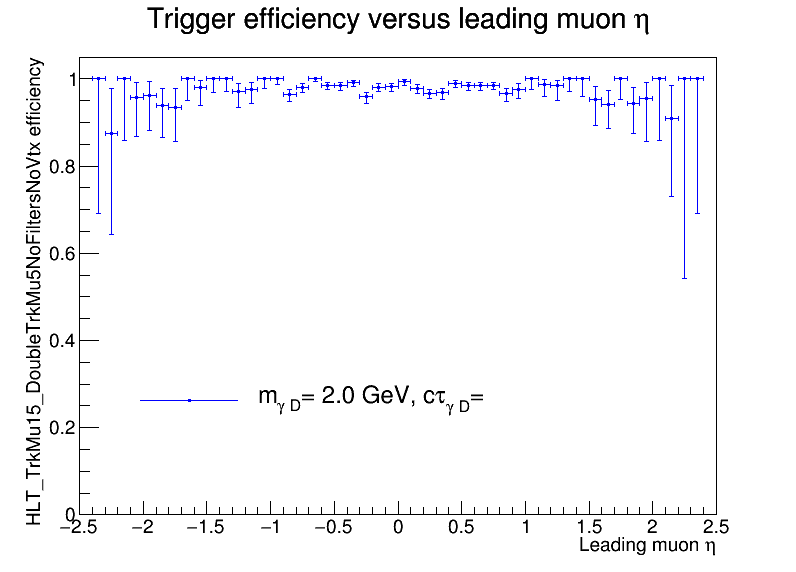 Trigger efficiency versus leading muon η
HLT_TrkMu15_DoubleTrkMu5NoFiltersNoVtx efficiency
1
0.8
0.6
0.4
0.2
0
m_γ D= 2.0 GeV, cτ_γ D=
−2.5 −2 −1.5 −1 −0.5 0 0.5 1 1.5 2 2.5
Leading muon η